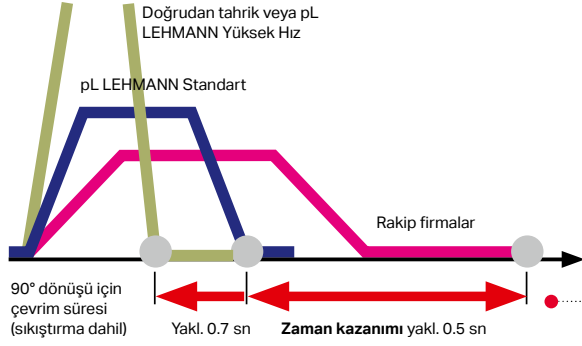 Doğrudan tahrik veya pL
LEHMANN Yüksek Hız
pL LEHMANN Standart
Rakip firmalar
90° dönüşü için
çevrim süresi
(sıkıştırma dahil)
Yakl. 0.7 sn
Zaman kazanımı yakl. 0.5 sn